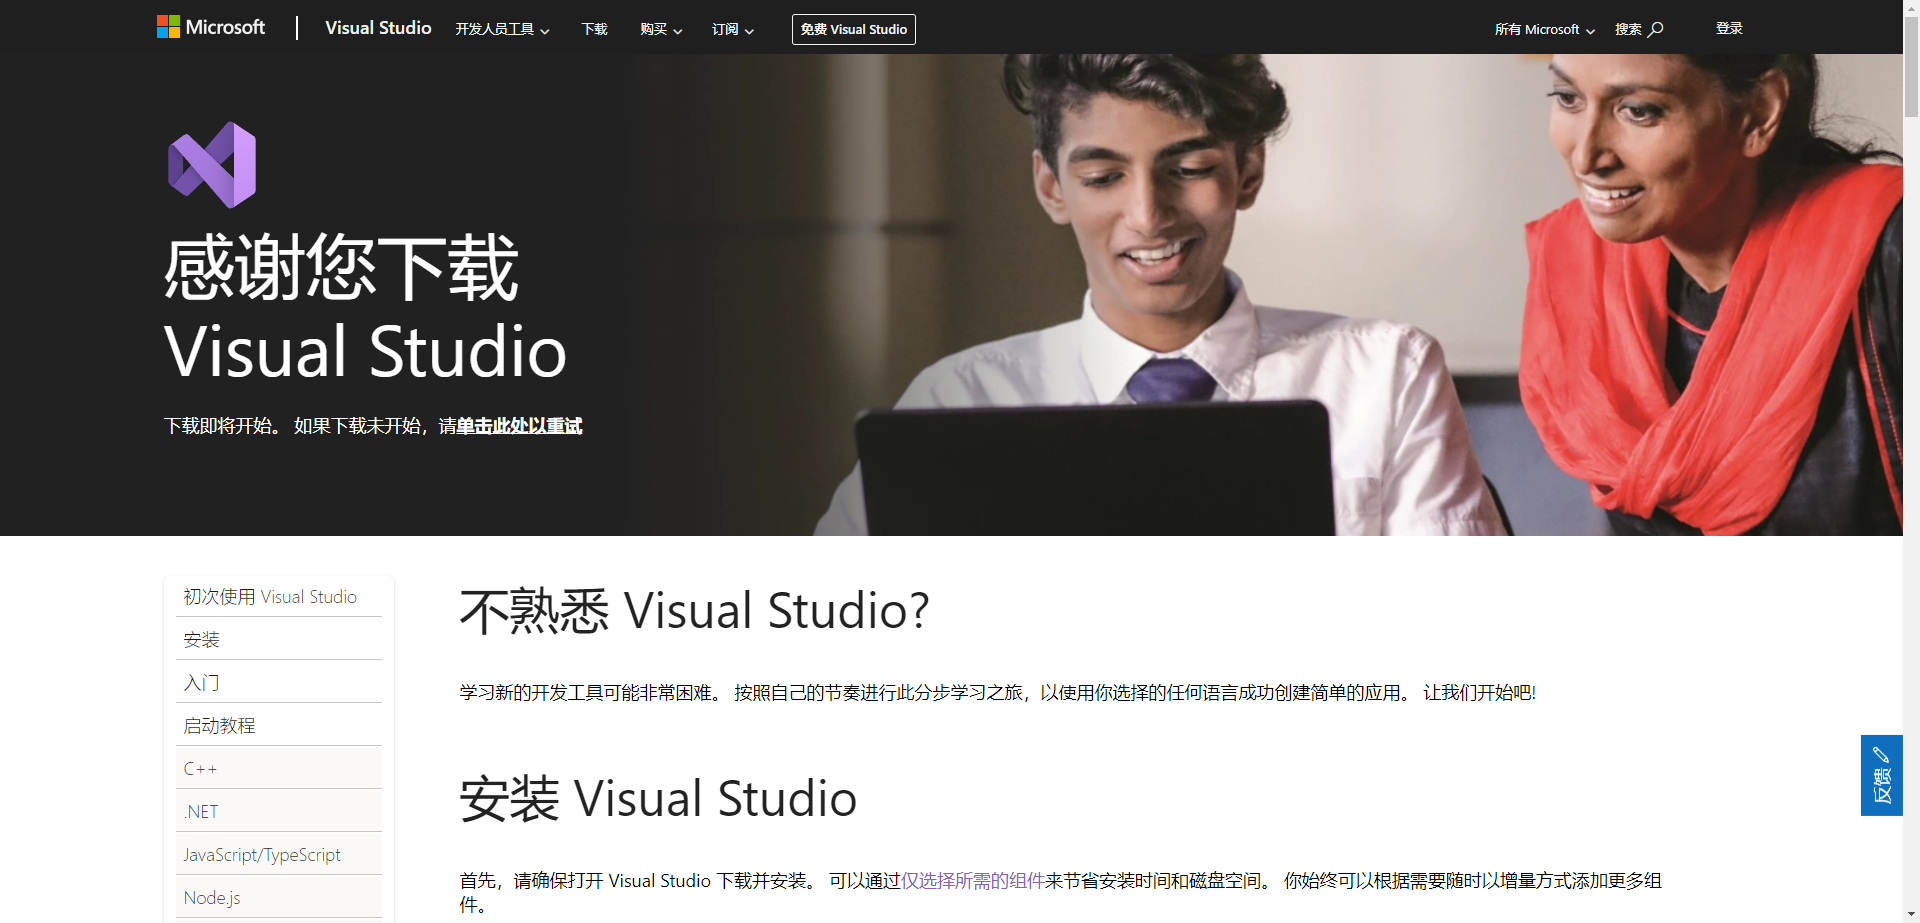 Microsoft
Visual Studio
开发人员工具
下载
购买
订阅
免费 Visual Studio
所有 Microsoft
搜索
登录
感谢您下载
Visual Studio
下载即将开始。 如果下载未开始，请单击此处以重试
初次使用 Visual Studio
安装
入门
启动教程
C++
.NET
JavaScript/TypeScript
Node.js
不熟悉 Visual Studio?
学习新的开发工具可能非常困难。 按照自己的节奏进行此分步学习之旅，以使用你选择的任何语言成功创建简单的应用。 让我们开始吧!
安装 Visual Studio
首先，请确保打开 Visual Studio 下载并安装。 可以通过仅选择所需的组件来节省安装时间和磁盘空间。 你始终可以根据需要随时以增量方式添加更多组
件。
反馈